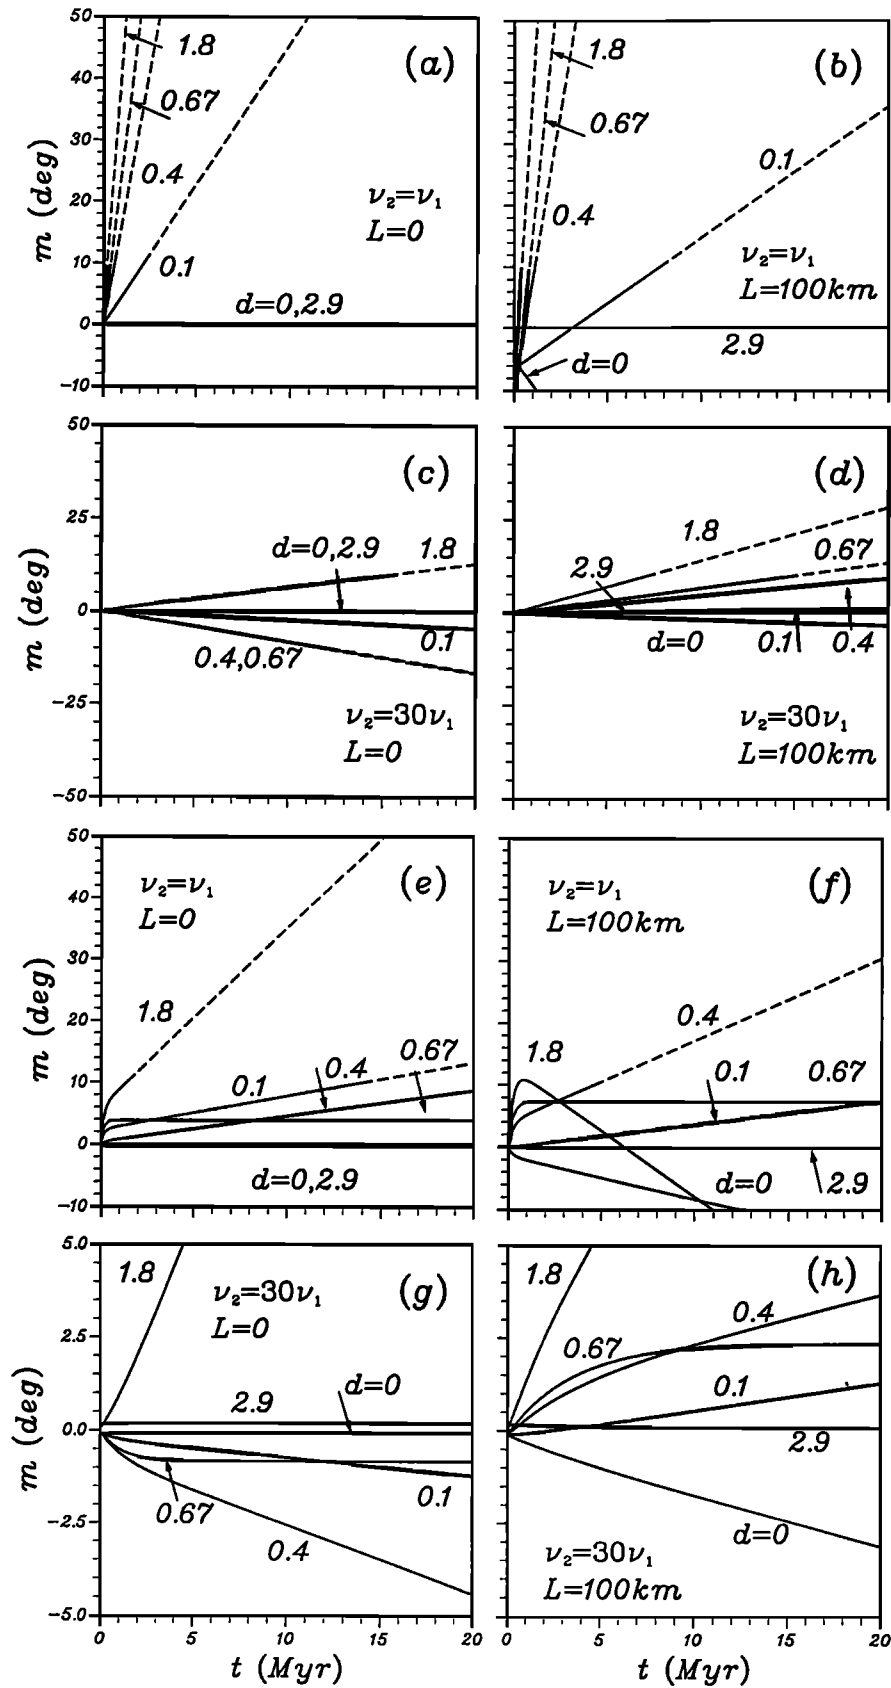 50
40
30
20
10
0
-10
m (deg)
1.8
0.67
0.4
0.1
(a)
ν₂=ν₁
L=0
d=0,2.9
1.8
0.67
0.4
0.1
(b)
ν₂=ν₁
L=100km
2.9
d=0
50
25
0
-25
-50
m (deg)
(c)
d=0,2.9
1.8
0.1
0.4,0.67
ν₂=30ν₁
L=0
(d)
1.8
0.67
2.9
d=0
0.1
0.4
ν₂=30ν₁
L=100km
50
40
30
20
10
0
-10
m (deg)
ν₂=ν₁
L=0
(e)
1.8
0.1
0.4
0.67
d=0,2.9
ν₂=ν₁
L=100km
(f)
0.4
1.8
0.1
0.67
d=0
2.9
5.0
2.5
0.0
-2.5
-5.0
m (deg)
1.8
ν₂=30ν₁
L=0
(g)
d=0
2.9
0.67
0.1
0.4
0
5
10
15
20
t (Myr)
1.8
(h)
0.4
0.67
0.1
2.9
d=0
ν₂=30ν₁
L=100km
0
5
10
15
20
t (Myr)